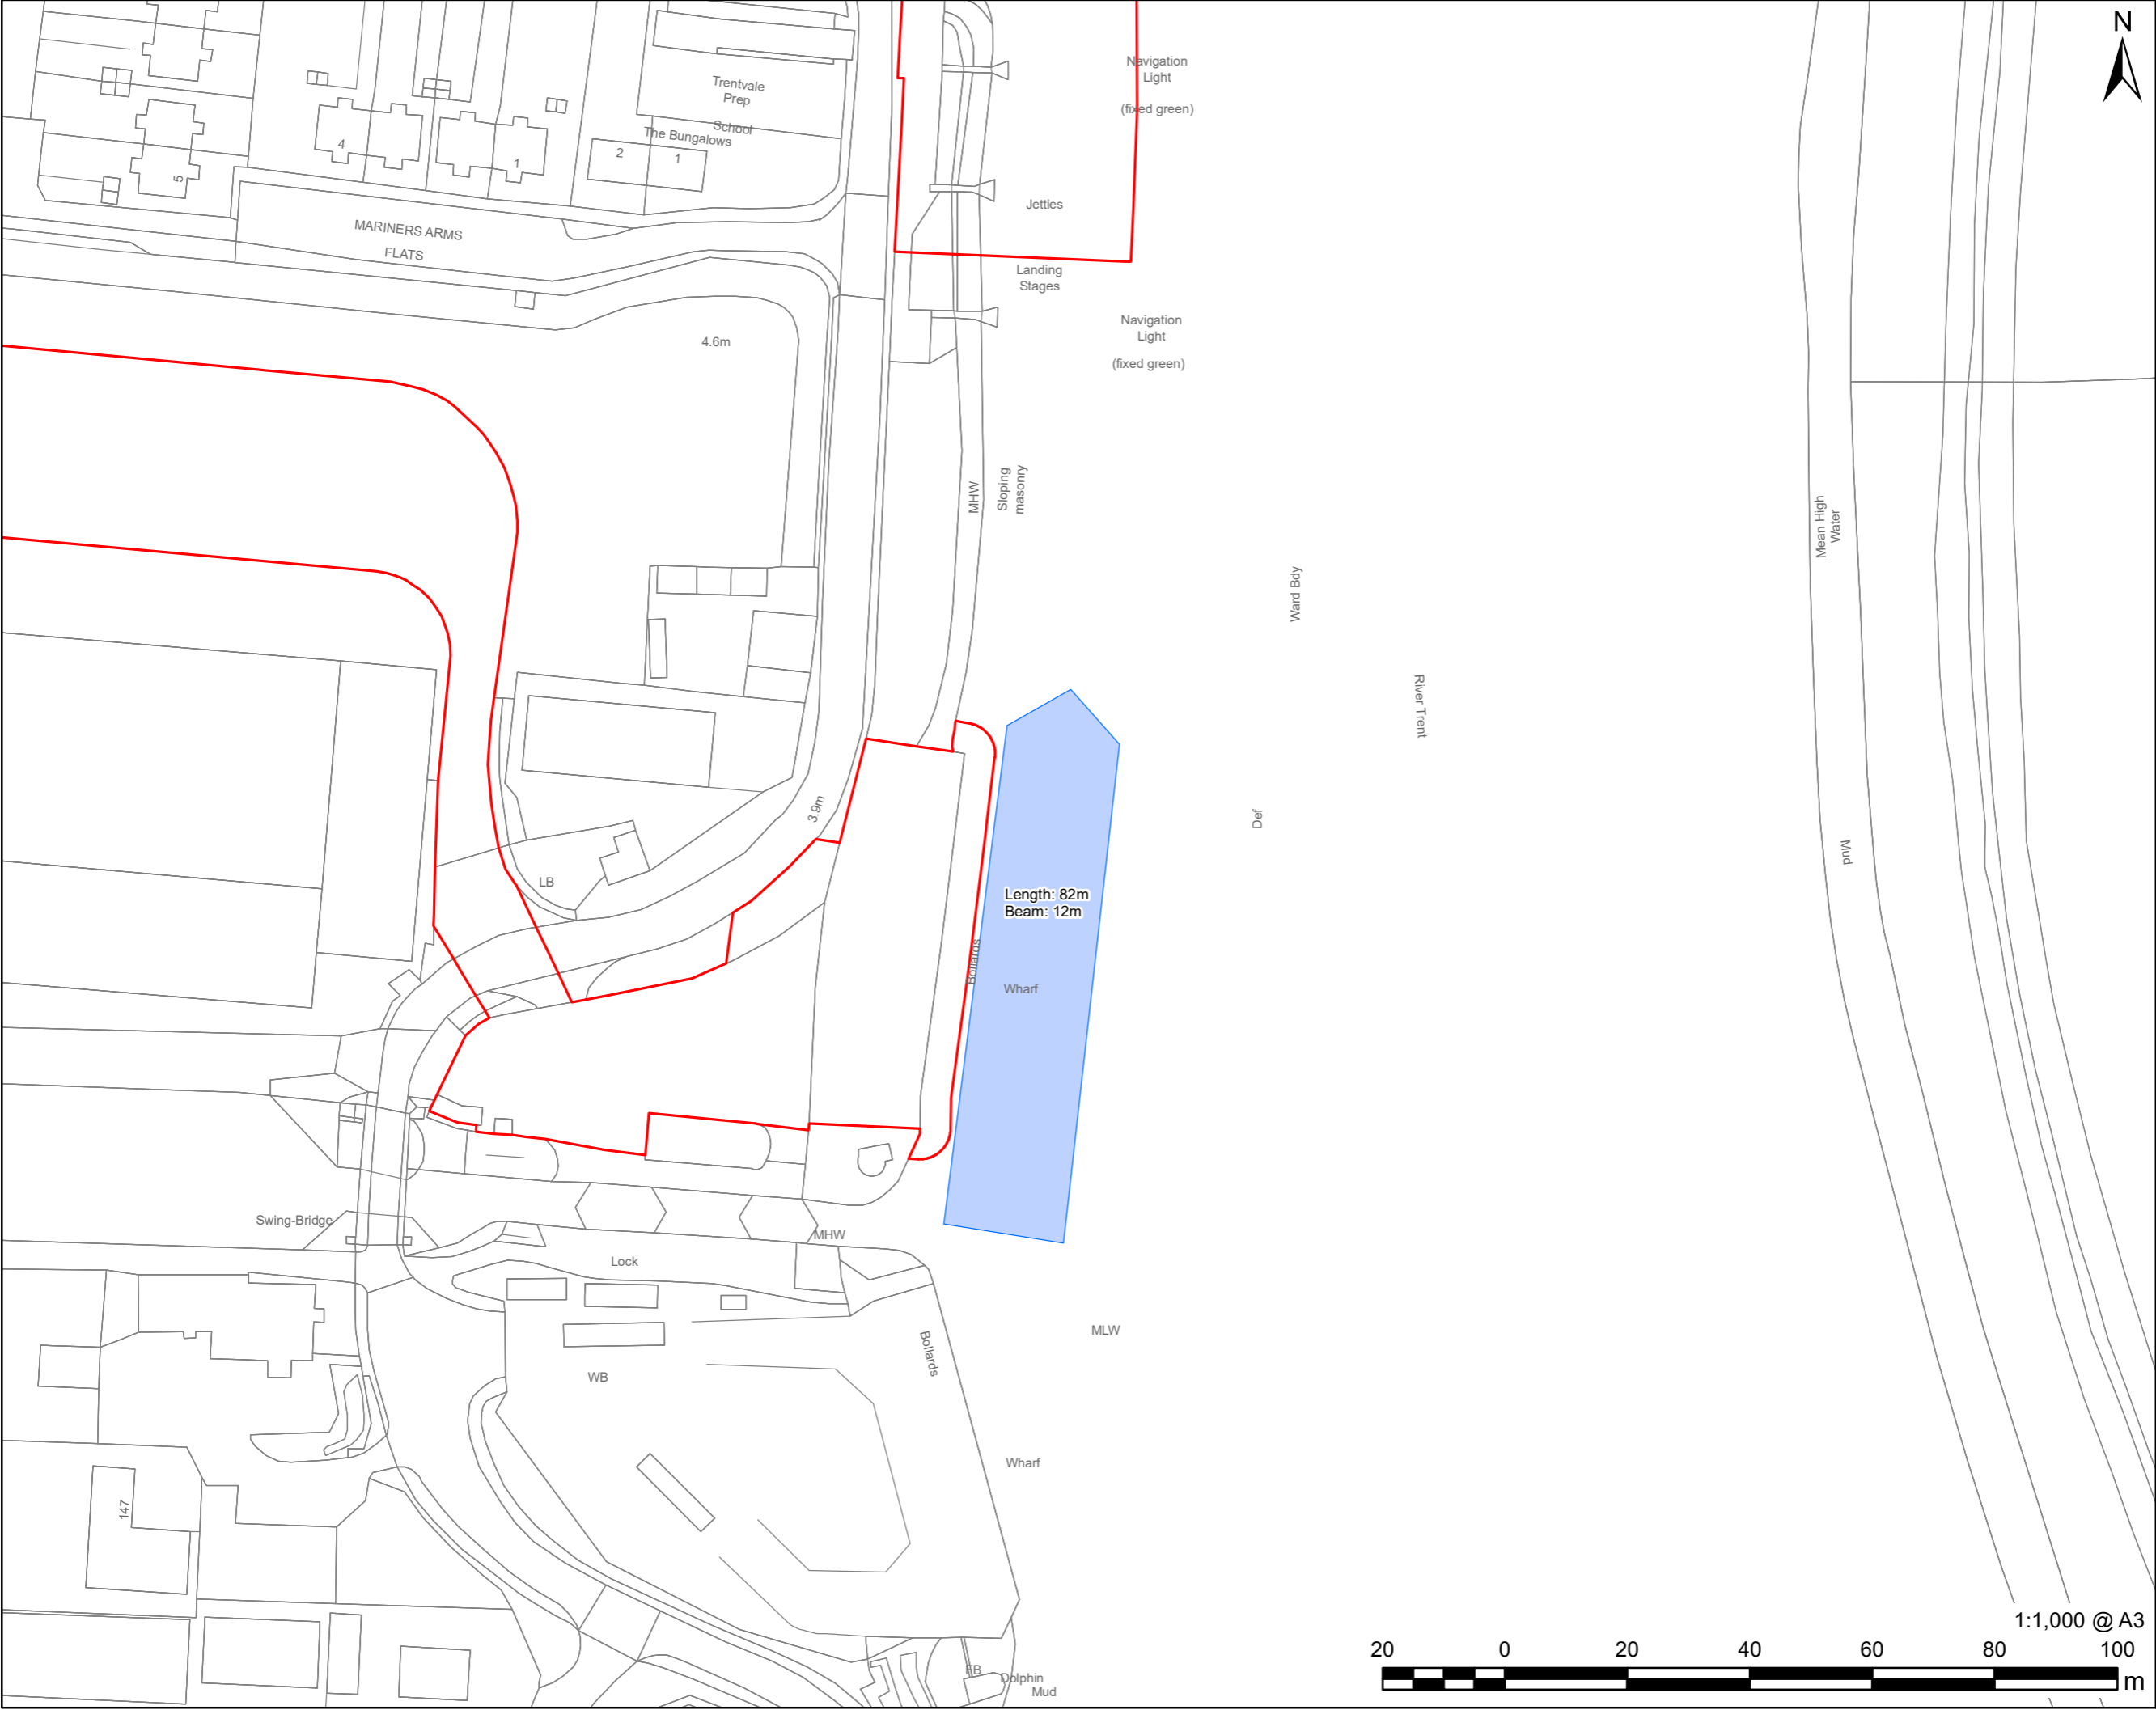 N
Navigation
Light
(fixed green)
Trentvale
Prep
School
The Bungalows
2
1
4
1
5
Jetties
MARINERS ARMS
FLATS
Landing
Stages
Navigation
Light
(fixed green)
4.6m
MHW
Sloping
masonry
Mean High
Water
Ward Bdy
River Trent
3.9m
Def
Mud
LB
Length: 82m
Beam: 12m
Bollards
Wharf
Swing-Bridge
MHW
Lock
MLW
Bollards
WB
Wharf
147
FB
Dolphin
Mud
1:1,000 @ A3
20 0 20 40 60 80 100
m